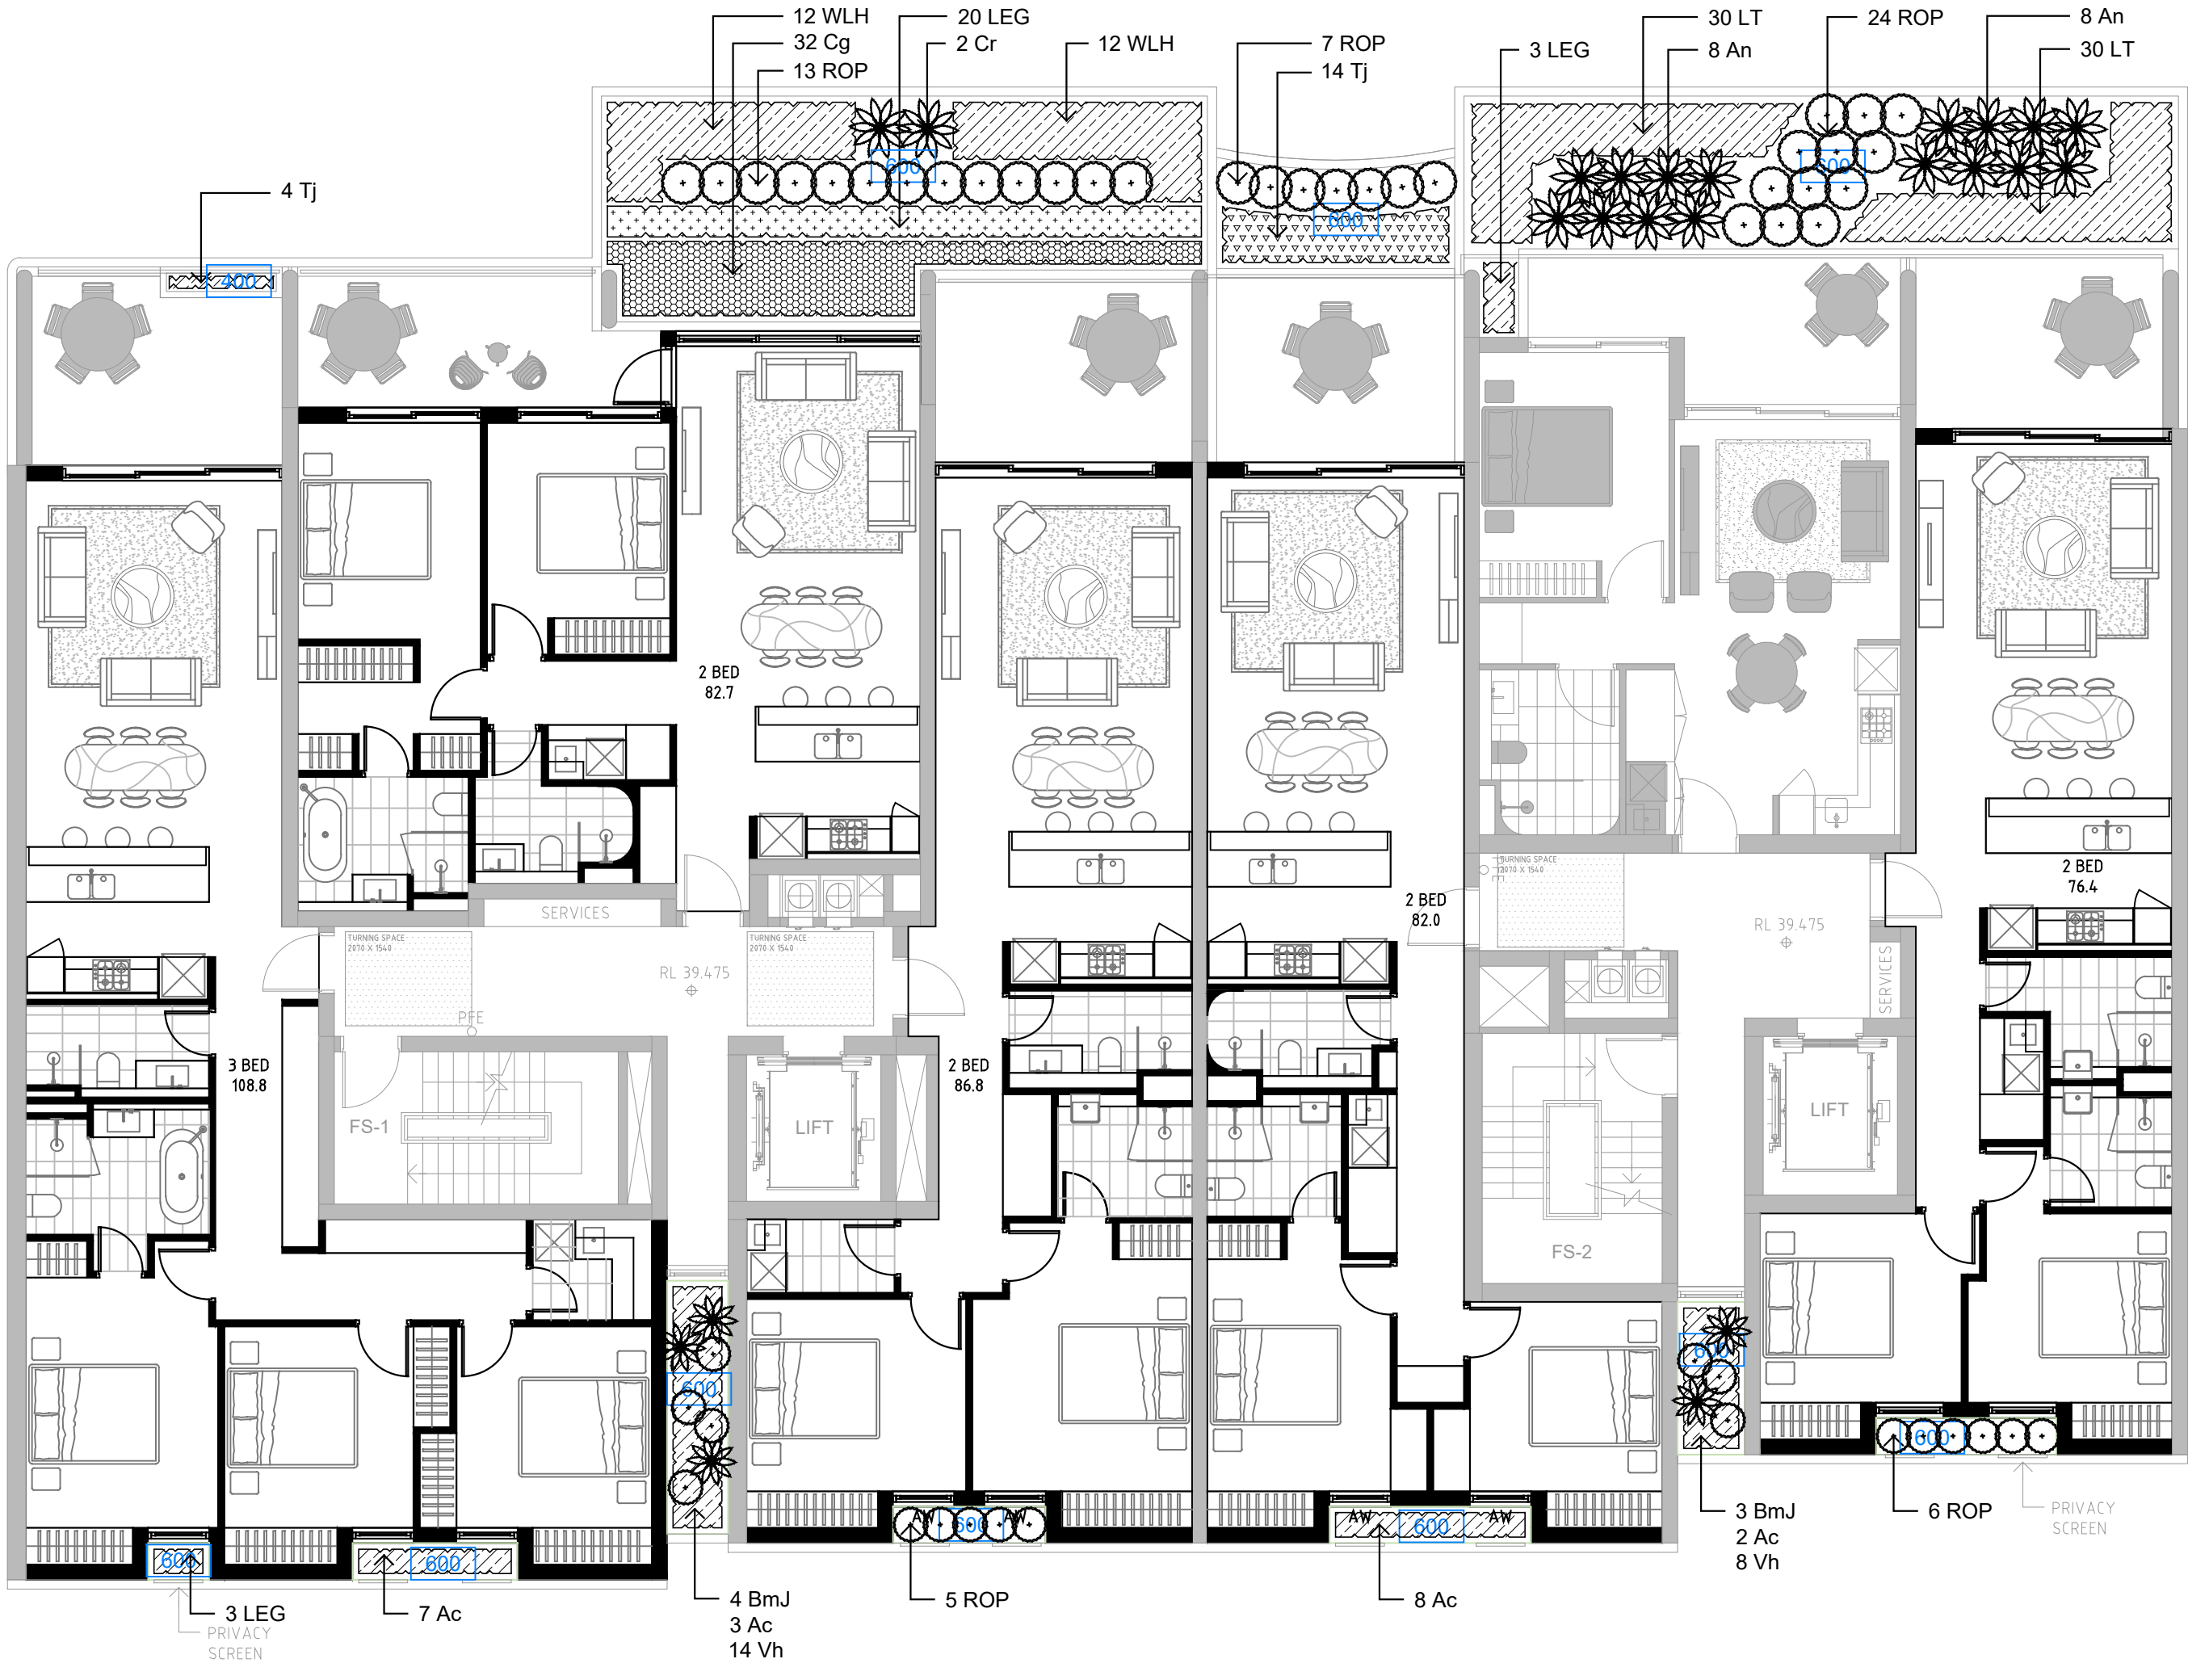 12 WLH
32 Cg
13 ROP
20 LEG
2 Cr
12 WLH
7 ROP
14 Tj
3 LEG
30 LT
8 An
24 ROP
8 An
30 LT
4 Tj
600
600
600
400
2 BED
82.7
SERVICES
TURNING SPACE
2070 X 1540
TURNING SPACE
2070 X 1540
RL 39.475
PFE
TURNING SPACE
2070 X 1540
2 BED
82.0
RL 39.475
SERVICES
2 BED
76.4
3 BED
108.8
2 BED
86.8
FS-1
LIFT
LIFT
FS-2
600
600
600
600
600
AW
600
AW
AW
600
AW
600
3 LEG
PRIVACY
SCREEN
7 Ac
4 BmJ
3 Ac
14 Vh
5 ROP
8 Ac
3 BmJ
2 Ac
8 Vh
6 ROP
PRIVACY
SCREEN